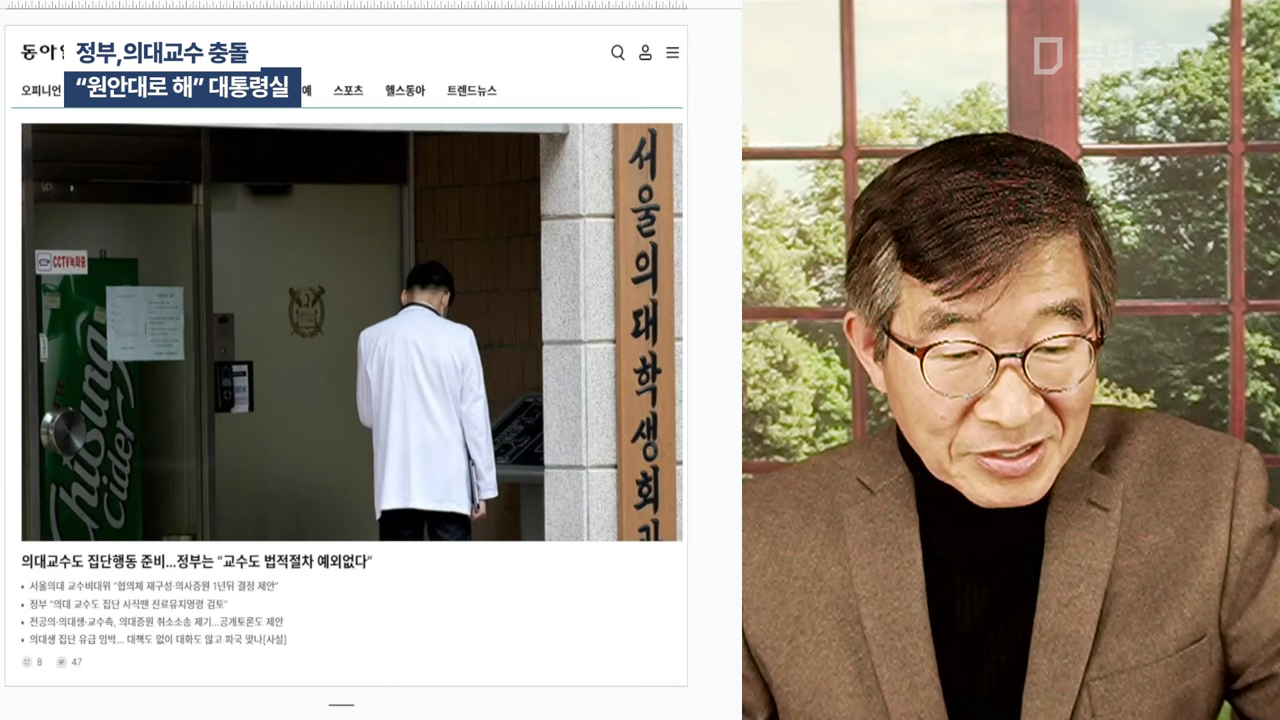 동아
정부,의대교수 충돌
“원안대로 해” 대통령실
오피니언
예 스포츠 헬스동아 트렌드뉴스
공병호TV
CCTV녹화중
Chilsung
Cider
서울의대학생회관
의대교수도 집단행동 준비...정부는 “교수도 법적절차 예외없다”
서울의대 교수비대위 “협의체 재구성·의사증원 1년뒤 결정 제안”
정부 “의대 교수도 집단 사직땐 진료유지명령 검토”
전공의·의대생·교수측, 의대증원 취소소송 제기...공개토론도 제안
의대생 집단 유급 임박... 대책도 없이 대화도 않고 파국 맞나[사설]
8 47